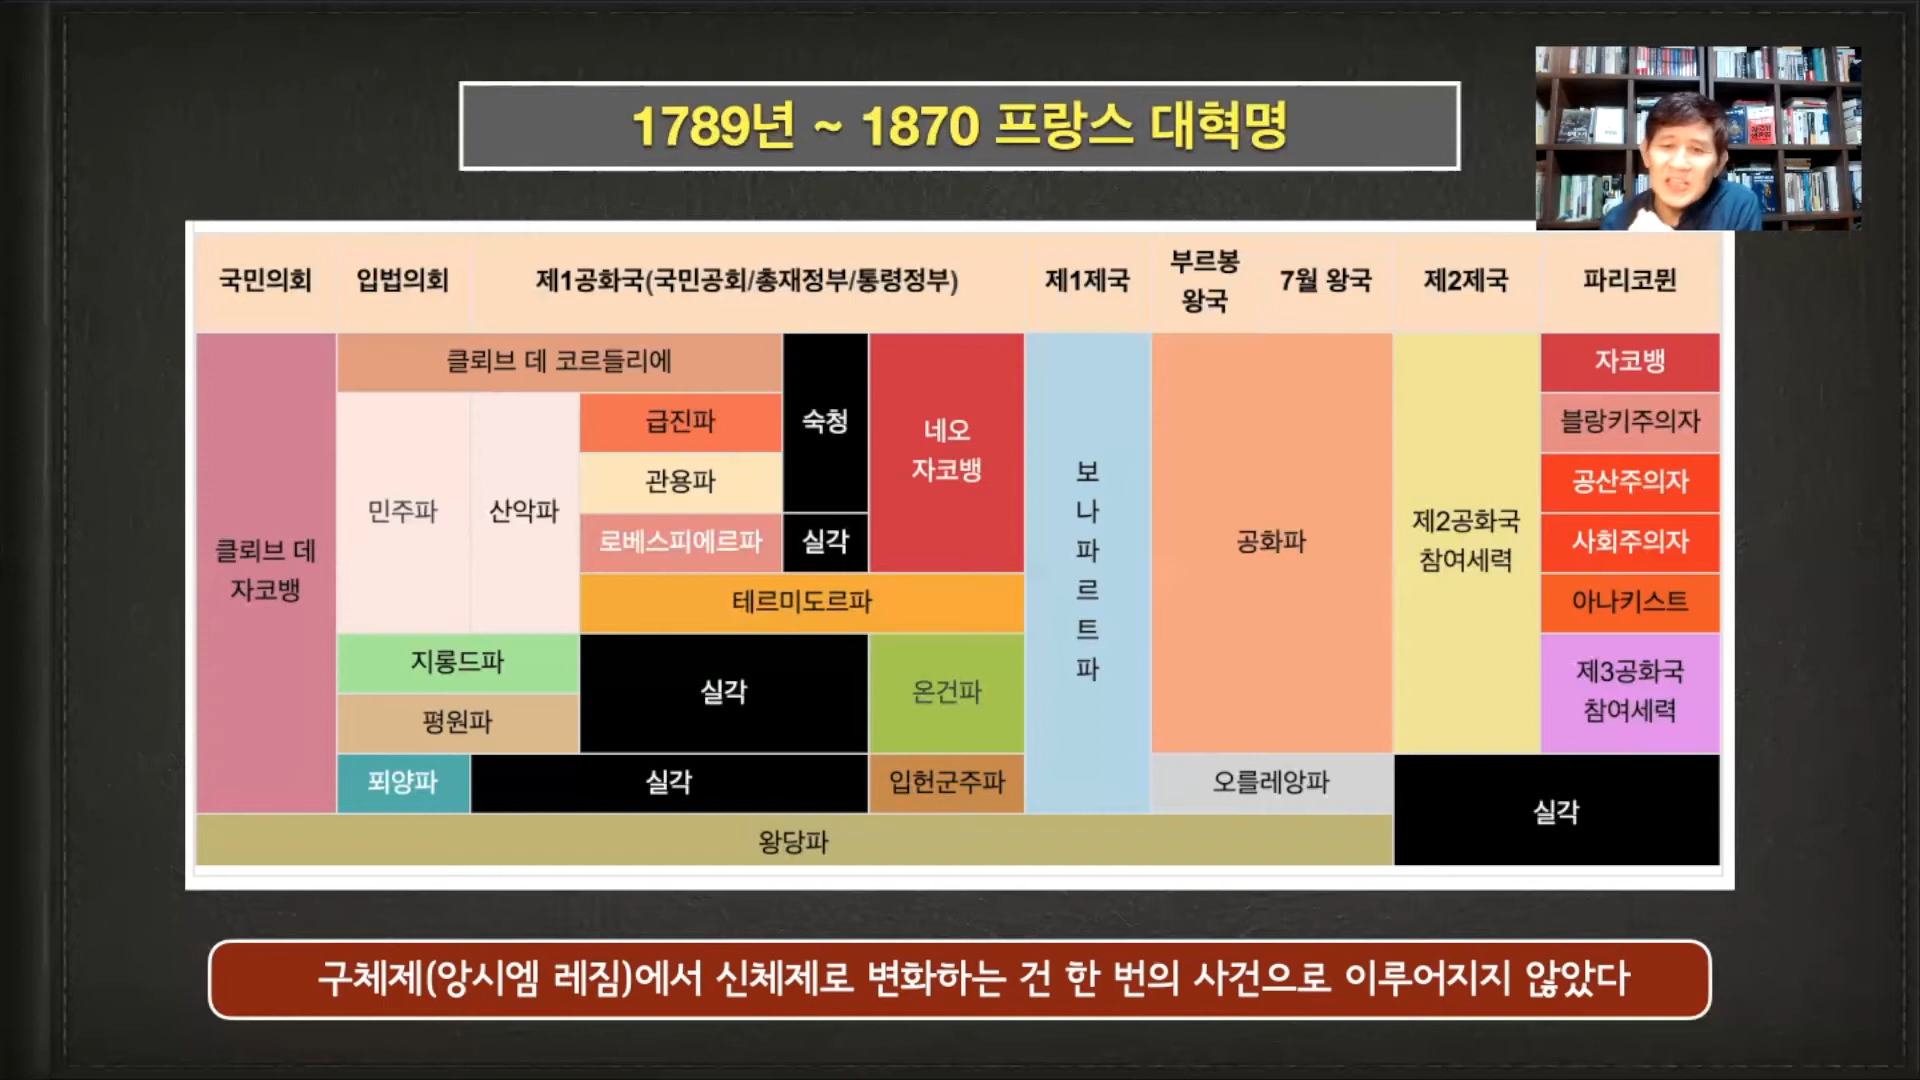 1789년 ~ 1870 프랑스 대혁명
국민의회
입법의회
제1공화국(국민공회/총재정부/통령정부)
제1제국
부르봉
왕국
7월 왕국
제2제국
파리코뮌
클뢰브 데
자코뱅
클뢰브 데 코르들리에
민주파
산악파
급진파
관용파
로베스피에르파
숙청
실각
네오
자코뱅
테르미도르파
지롱드파
평원파
실각
온건파
푀양파
실각
입헌군주파
보
나
파
르
트
파
공화파
오를레앙파
왕당파
제2공화국
참여세력
자코뱅
블랑키주의자
공산주의자
사회주의자
아나키스트
제3공화국
참여세력
실각
구체제(앙시엠 레짐)에서 신체제로 변화하는 건 한 번의 사건으로 이루어지지 않았다